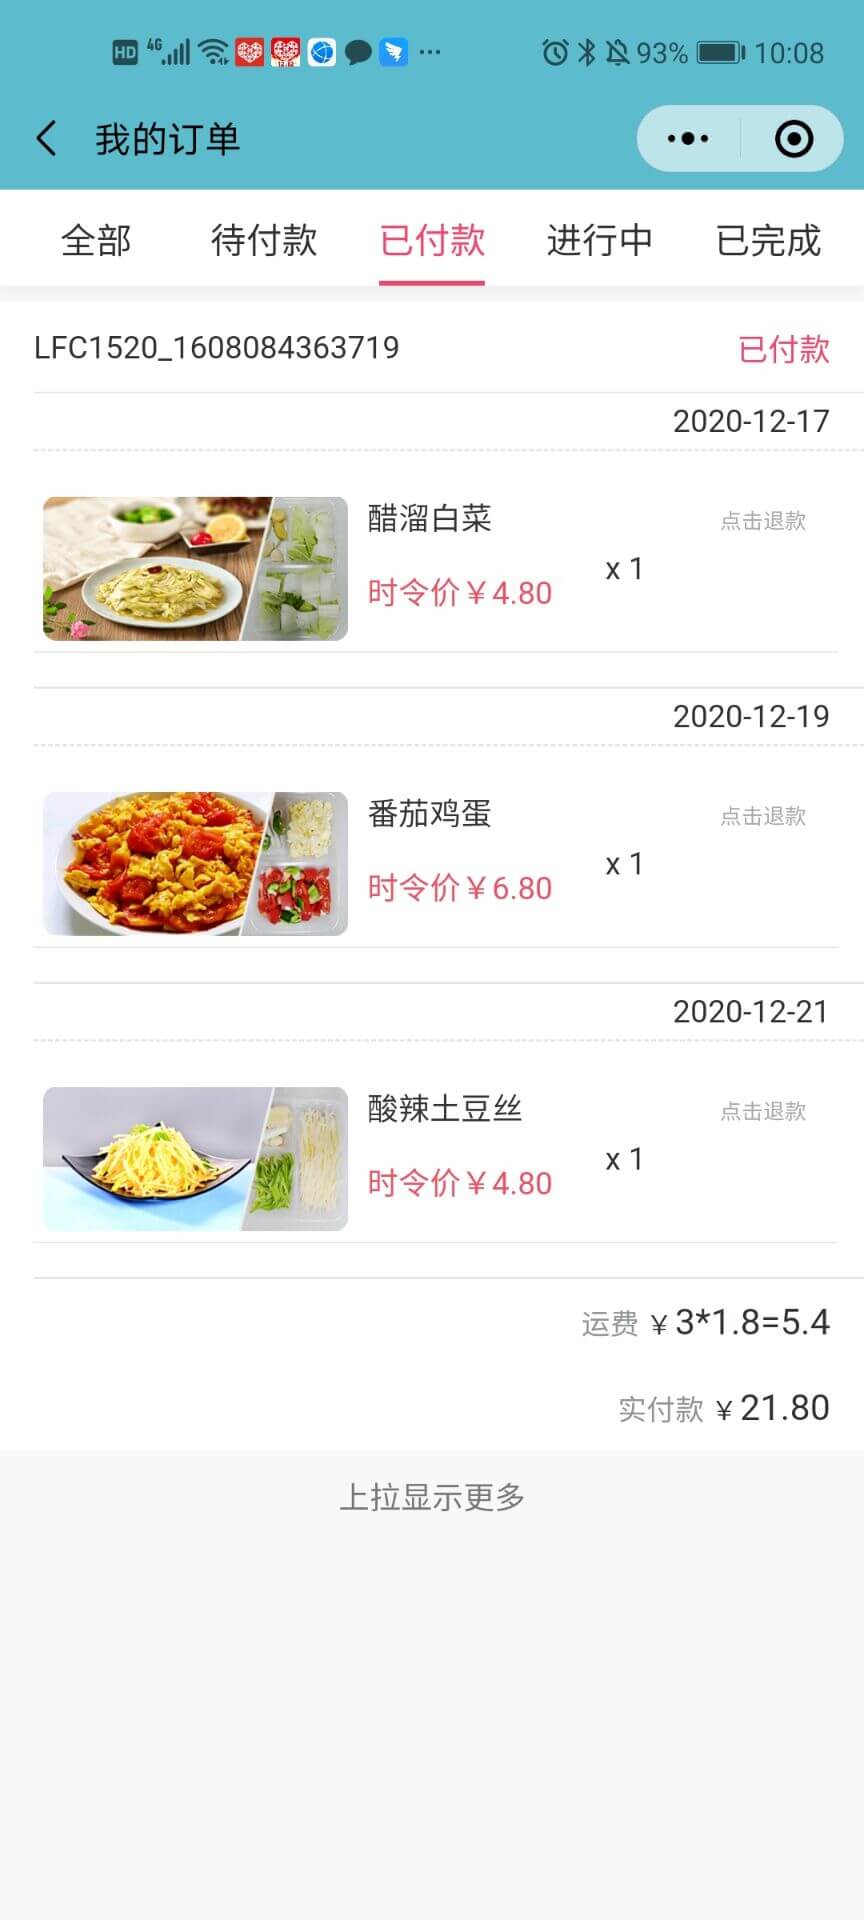 HD 4G 93% 10:08
我的订单
全部 待付款 已付款 进行中 已完成
LFC1520_1608084363719 已付款
2020-12-17
醋溜白菜 点击退款
时令价￥4.80 x 1
2020-12-19
番茄鸡蛋 点击退款
时令价￥6.80 x 1
2020-12-21
酸辣土豆丝 点击退款
时令价￥4.80 x 1
运费 ￥3*1.8=5.4
实付款 ￥21.80
上拉显示更多